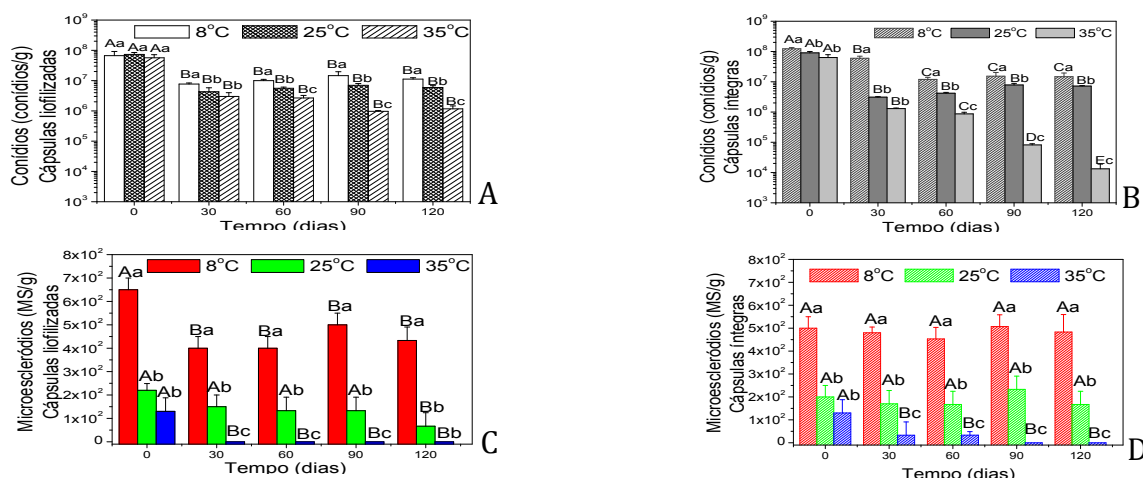 8°C 25°C 35°C
Conídios (conídios/g)
Cápsulas liofilizadas
10⁹
10⁸
10⁷
10⁶
10⁵
10⁴
10³
Aa Aa Aa
Ba Bb Bb
Ba Bb Bc
Ba Bb Bc
Ba Bb Bc
0 30 60 90 120
Tempo (dias)
A
8°C 25°C 35°C
Conídios (conídios/g)
Cápsulas íntegras
10⁹
10⁸
10⁷
10⁶
10⁵
10⁴
10³
Aa Ab Ab
Ba Bb Bb
Ca Bb Cc
Ca Bb Dc
Ca Bb Ec
0 30 60 90 120
Tempo (dias)
B
8°C 25°C 35°C
Microescleródios (MS/g)
Cápsulas liofilizadas
8x10²
7x10²
6x10²
5x10²
4x10²
3x10²
2x10²
1x10²
0
Aa Ab Ab
Ba Ab Bc
Ba Ab Bc
Ba Ab Bc
Ba Ab Bb
0 30 60 90 120
Tempo (dias)
C
8°C 25°C 35°C
Microescleródios (MS/g)
Cápsulas íntegras
8x10²
7x10²
6x10²
5x10²
4x10²
3x10²
2x10²
1x10²
0
Aa Ab Ab
Aa Ab Bc
Aa Ab Bc
Aa Ab Bc
Aa Ab Bc
0 30 60 90 120
Tempo (dias)
D